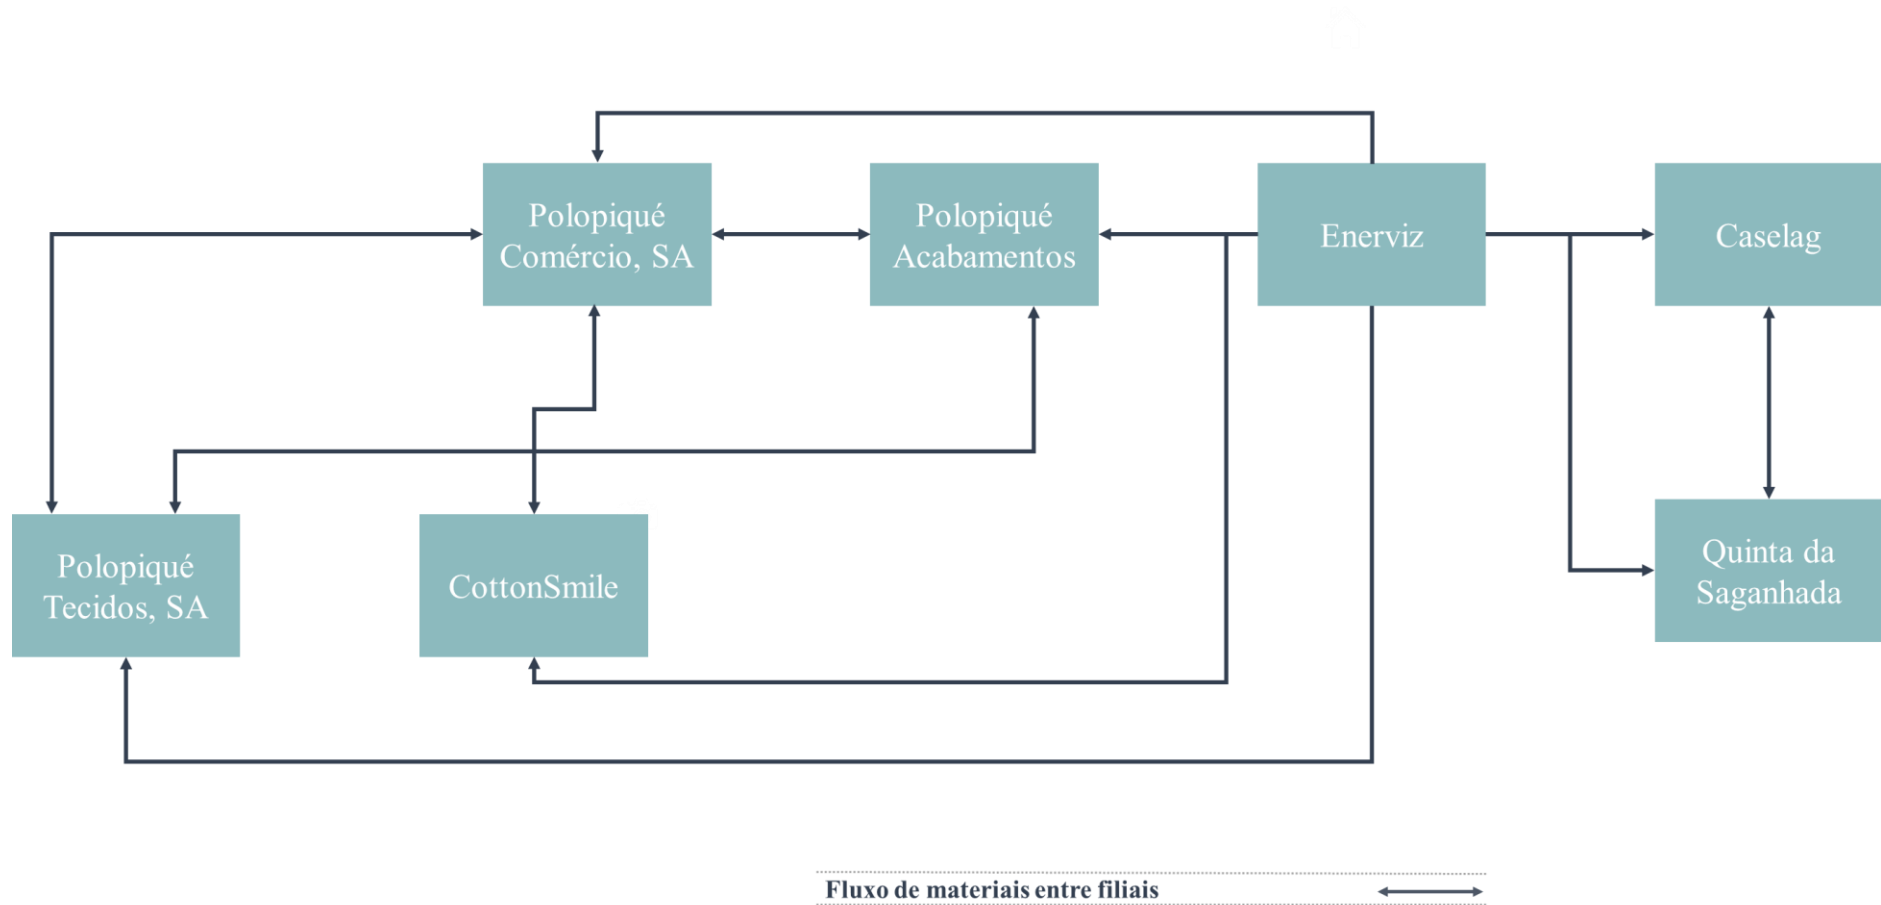 Polopiqué
Comércio, SA
Polopiqué
Acabamentos
Enerviz
Caselag
Polopiqué
Tecidos, SA
CottonSmile
Quinta da
Saganhada
Fluxo de materiais entre filiais